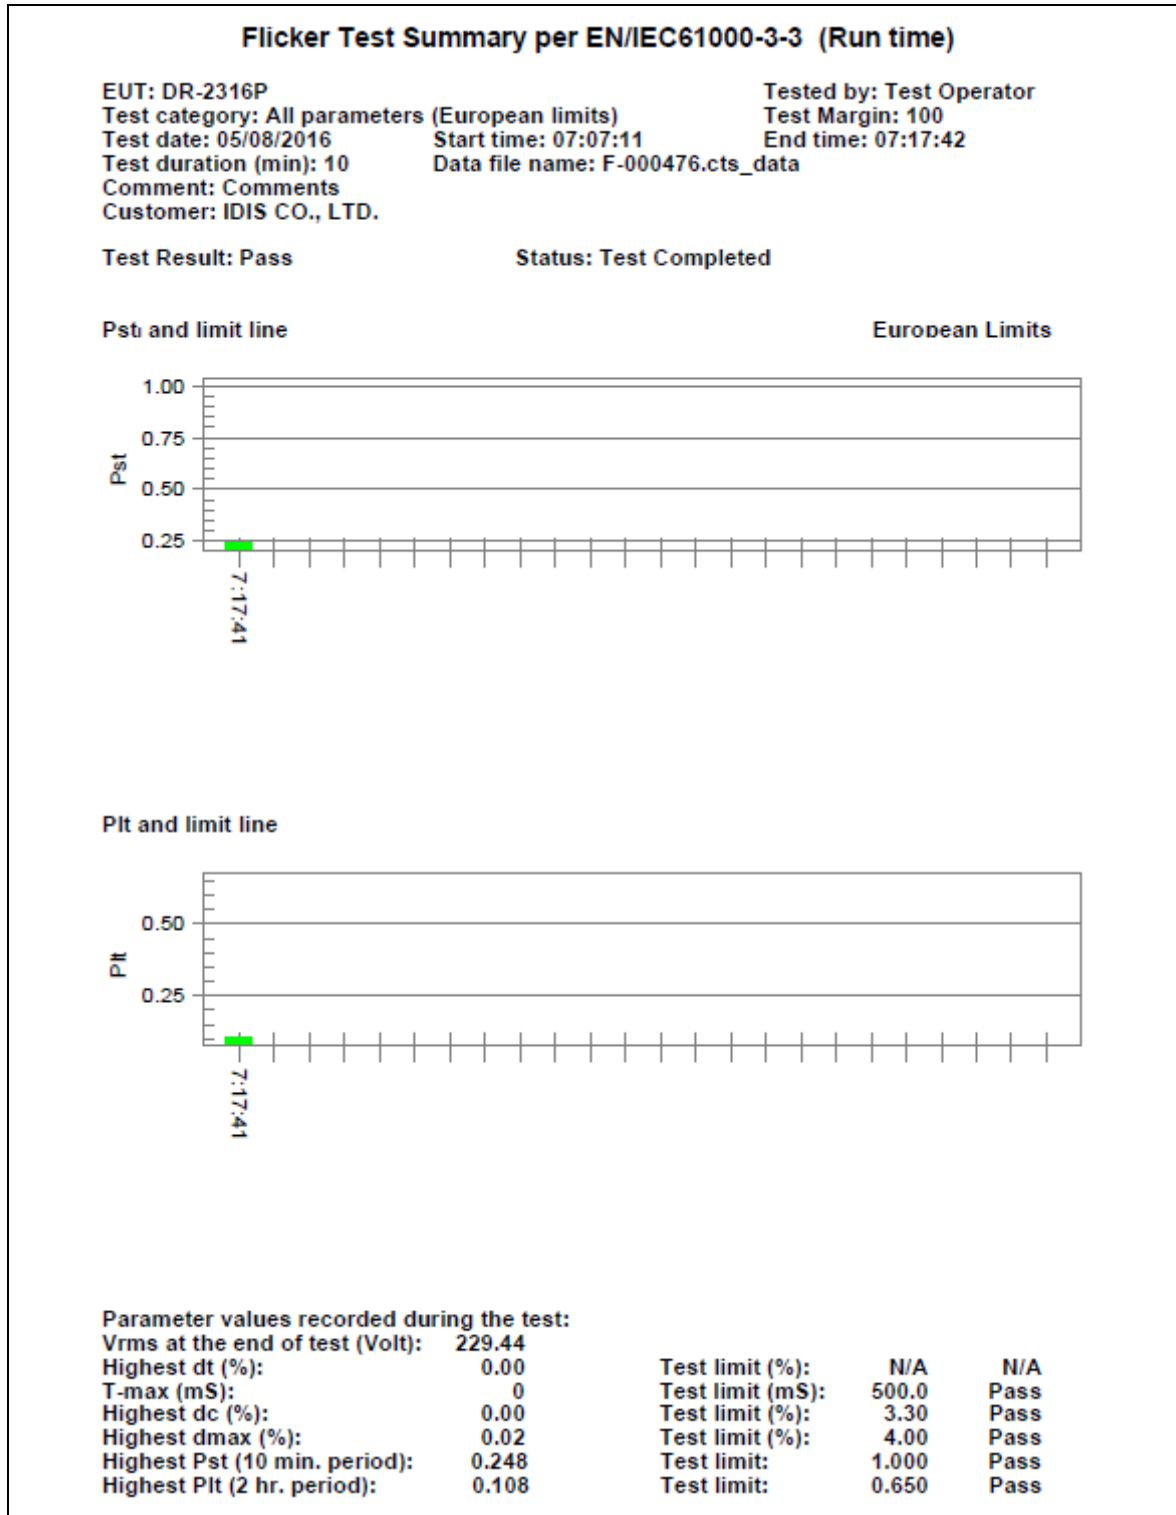 Flicker Test Summary per EN/IEC61000-3-3 (Run time)
EUT: DR-2316P Tested by: Test Operator
Test category: All parameters (European limits) Test Margin: 100
Test date: 05/08/2016 Start time: 07:07:11 End time: 07:17:42
Test duration (min): 10 Data file name: F-000476.cts_data
Comment: Comments
Customer: IDIS CO., LTD.
Test Result: Pass Status: Test Completed
Pstᵢ and limit line European Limits
1.00
0.75
Pst
0.50
0.25
7:17:41
Plt and limit line
0.50
Plt
0.25
7:17:41
Parameter values recorded during the test:
Vrms at the end of test (Volt): 229.44
Highest dt (%): 0.00 Test limit (%): N/A N/A
T-max (mS): 0 Test limit (mS): 500.0 Pass
Highest dc (%): 0.00 Test limit (%): 3.30 Pass
Highest dmax (%): 0.02 Test limit (%): 4.00 Pass
Highest Pst (10 min. period): 0.248 Test limit: 1.000 Pass
Highest Plt (2 hr. period): 0.108 Test limit: 0.650 Pass